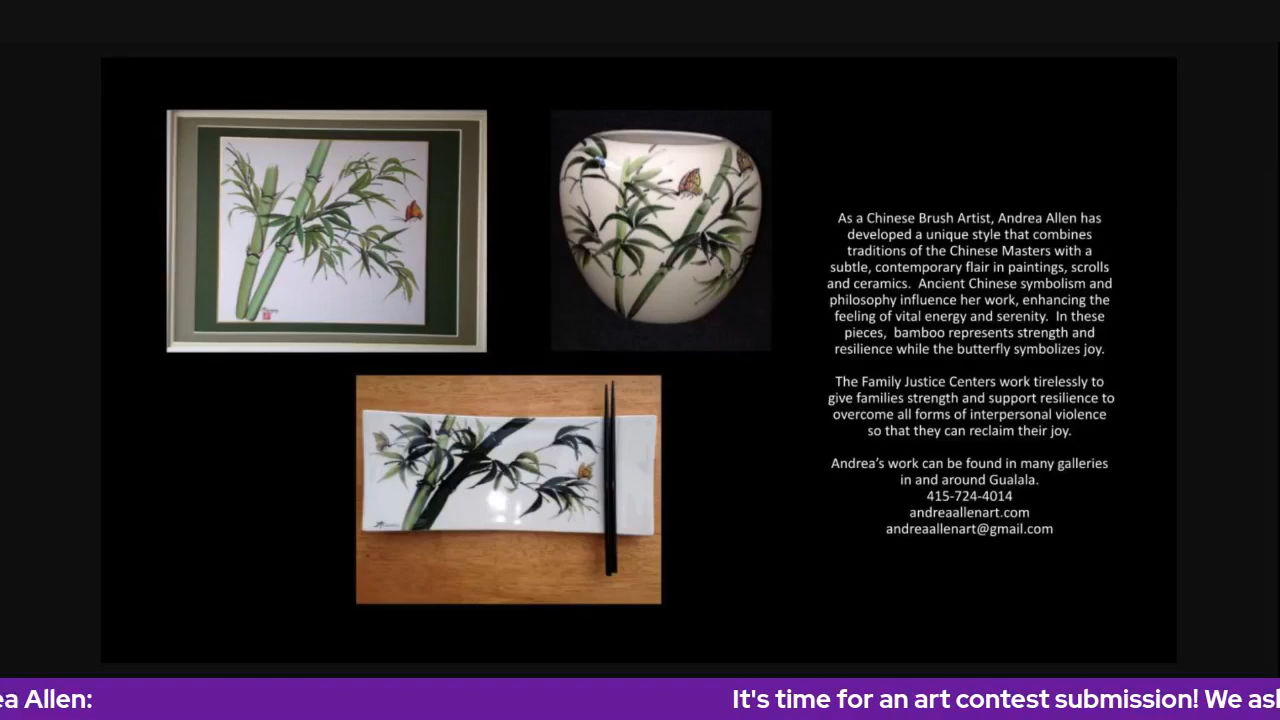 As a Chinese Brush Artist, Andrea Allen has
developed a unique style that combines
traditions of the Chinese Masters with a
subtle, contemporary flair in paintings, scrolls
and ceramics.  Ancient Chinese symbolism and
philosophy influence her work, enhancing the
feeling of vital energy and serenity.  In these
pieces,  bamboo represents strength and
resilience while the butterfly symbolizes joy.
The Family Justice Centers work tirelessly to
give families strength and support resilience to
overcome all forms of interpersonal violence
so that they can reclaim their joy.
Andrea's work can be found in many galleries
in and around Gualala.
415-724-4014
andreaallenart.com
andreaallenart@gmail.com
ea Allen:
It's time for an art contest submission! We ask